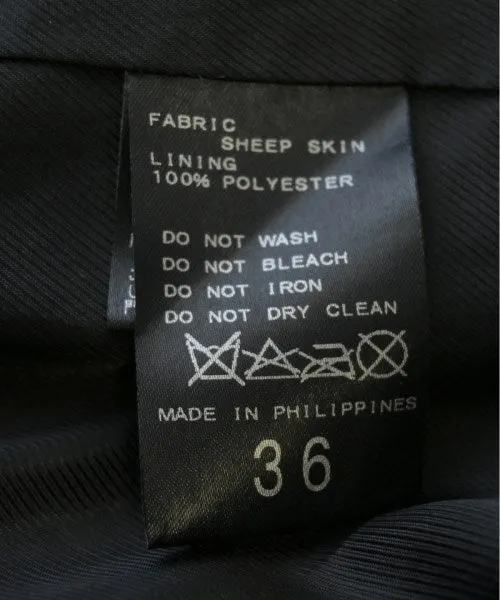 FABRIC
SHEEP SKIN
LINING
100% POLYESTER
DO NOT WASH
DO NOT BLEACH
DO NOT IRON
DO NOT DRY CLEAN
MADE IN PHILIPPINES
36